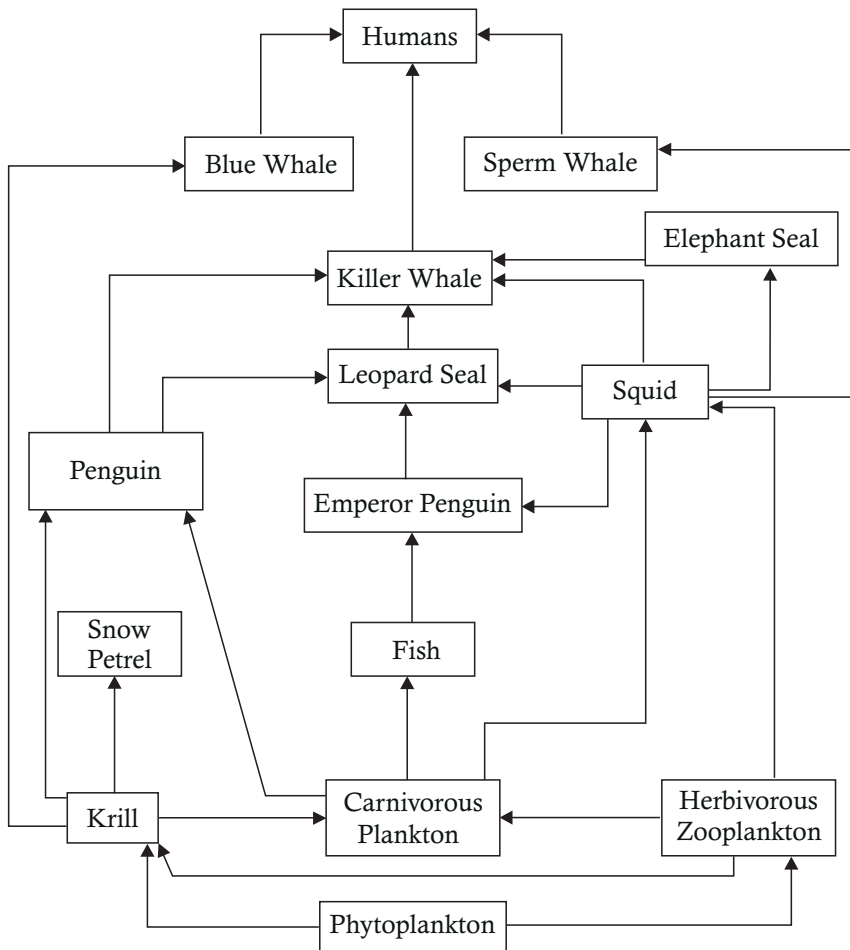 Humans
Blue Whale
Sperm Whale
Elephant Seal
Killer Whale
Leopard Seal
Squid
Penguin
Emperor Penguin
Snow
Petrel
Fish
Krill
Carnivorous
Plankton
Herbivorous
Zooplankton
Phytoplankton